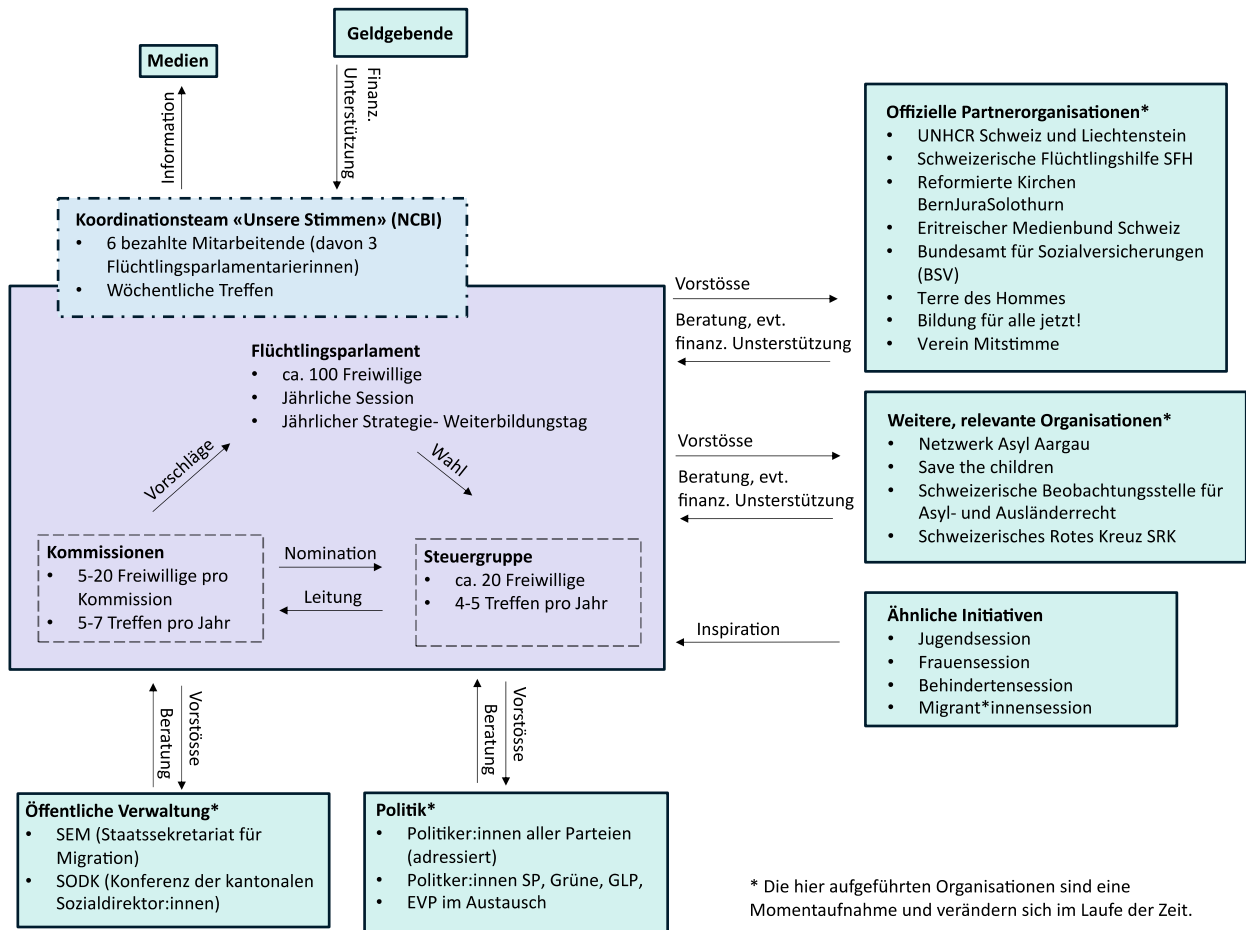 Geldgebende
Medien
Information
Finanz.
Unterstützung
Koordinationsteam «Unsere Stimmen» (NCBI)
• 6 bezahlte Mitarbeitende (davon 3
Flüchtlingsparlamentarierinnen)
• Wöchentliche Treffen
Flüchtlingsparlament
• ca. 100 Freiwillige
• Jährliche Session
• Jährlicher Strategie- Weiterbildungstag
Vorschläge
Wahl
Kommissionen
• 5-20 Freiwillige pro
Kommission
• 5-7 Treffen pro Jahr
Nomination
Leitung
Steuergruppe
• ca. 20 Freiwillige
• 4-5 Treffen pro Jahr
Vorstösse
Beratung, evt.
finanz. Unsterstützung
Offizielle Partnerorganisationen*
• UNHCR Schweiz und Liechtenstein
• Schweizerische Flüchtlingshilfe SFH
• Reformierte Kirchen
BernJuraSolothurn
• Eritreischer Medienbund Schweiz
• Bundesamt für Sozialversicherungen
(BSV)
• Terre des Hommes
• Bildung für alle jetzt!
• Verein Mitstimme
Vorstösse
Beratung, evt.
finanz. Unsterstützung
Weitere, relevante Organisationen*
• Netzwerk Asyl Aargau
• Save the children
• Schweizerische Beobachtungsstelle für
Asyl- und Ausländerrecht
• Schweizerisches Rotes Kreuz SRK
Inspiration
Ähnliche Initiativen
• Jugendsession
• Frauensession
• Behindertensession
• Migrant*innensession
Beratung
Vorstösse
Beratung
Vorstösse
Öffentliche Verwaltung*
• SEM (Staatssekretariat für
Migration)
• SODK (Konferenz der kantonalen
Sozialdirektor:innen)
Politik*
• Politiker:innen aller Parteien
(adressiert)
• Politker:innen SP, Grüne, GLP,
• EVP im Austausch
* Die hier aufgeführten Organisationen sind eine
Momentaufnahme und verändern sich im Laufe der Zeit.